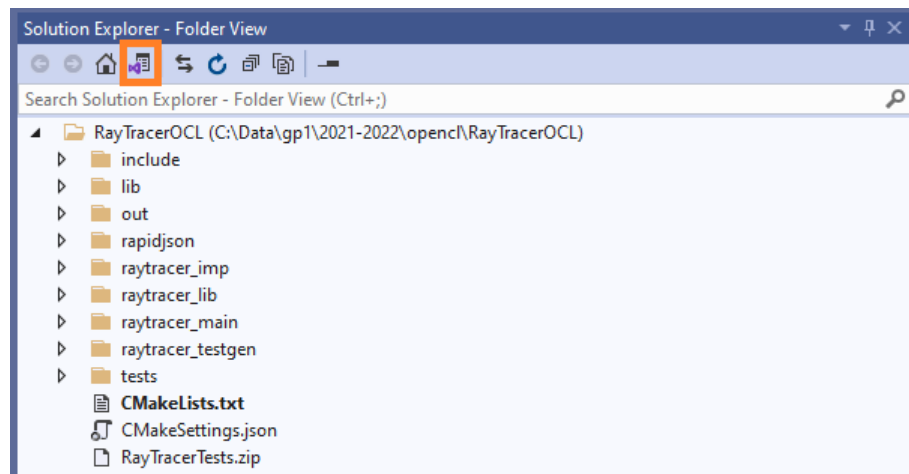 Solution Explorer - Folder View
Search Solution Explorer - Folder View (Ctrl+;)
RayTracerOCL (C:\Data\gp1\2021-2022\opencl\RayTracerOCL)
include
lib
out
rapidjson
raytracer_imp
raytracer_lib
raytracer_main
raytracer_testgen
tests
CMakeLists.txt
CMakeSettings.json
RayTracerTests.zip